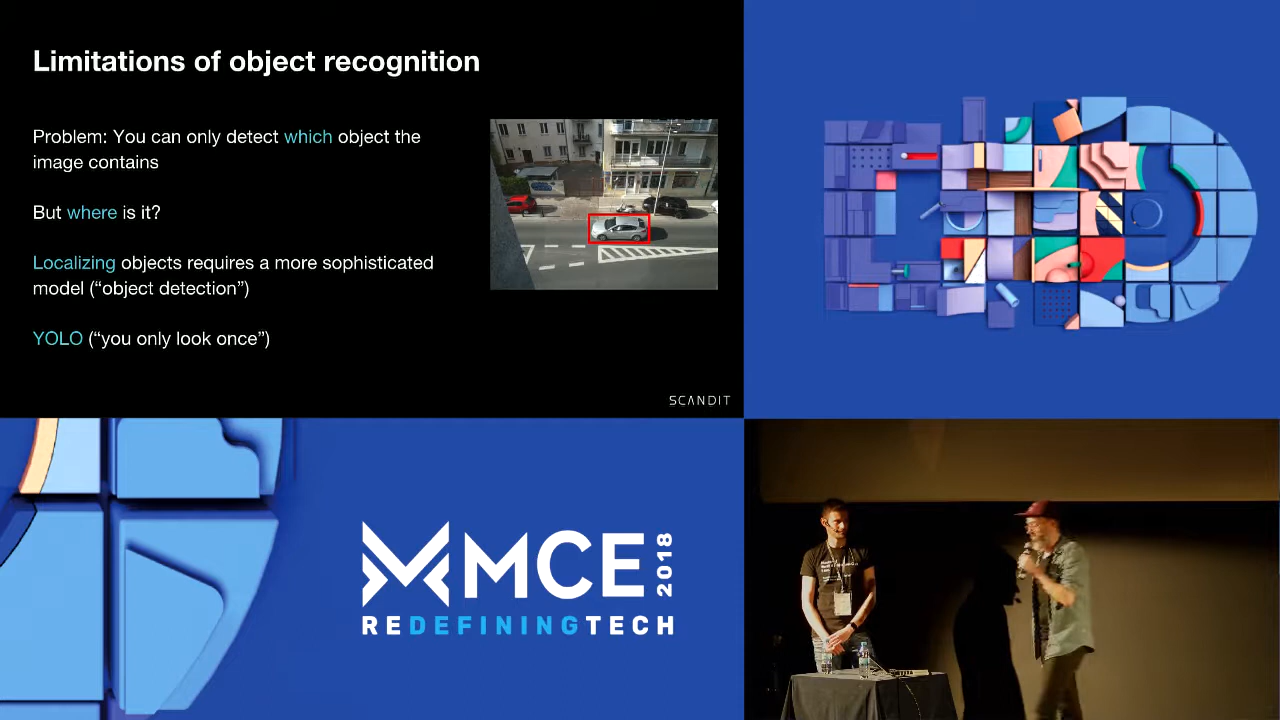 Limitations of object recognition
Problem: You can only detect which object the
image contains
But where is it?
Localizing objects requires a more sophisticated
model (“object detection”)
YOLO (“you only look once”)
SCANDIT
MCE 2018
REDEFININGTECH